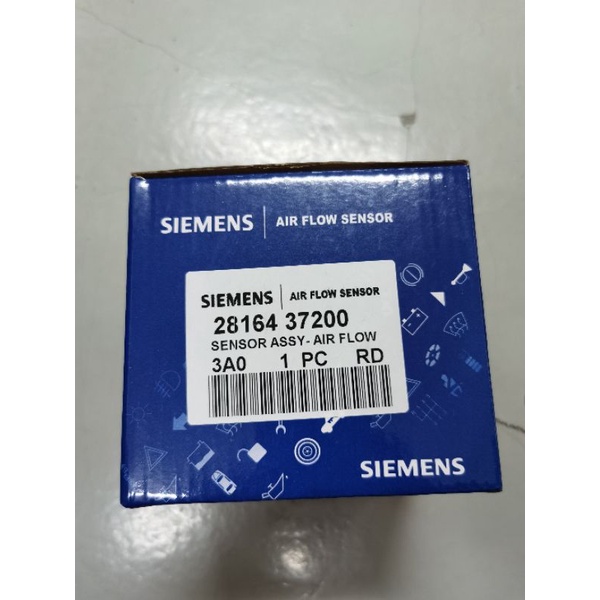 SIEMENS | AIR FLOW SENSOR
SIEMENS | AIR FLOW SENSOR
28164 37200
SENSOR ASSY- AIR FLOW
3A0 1 PC RD
SIEMENS